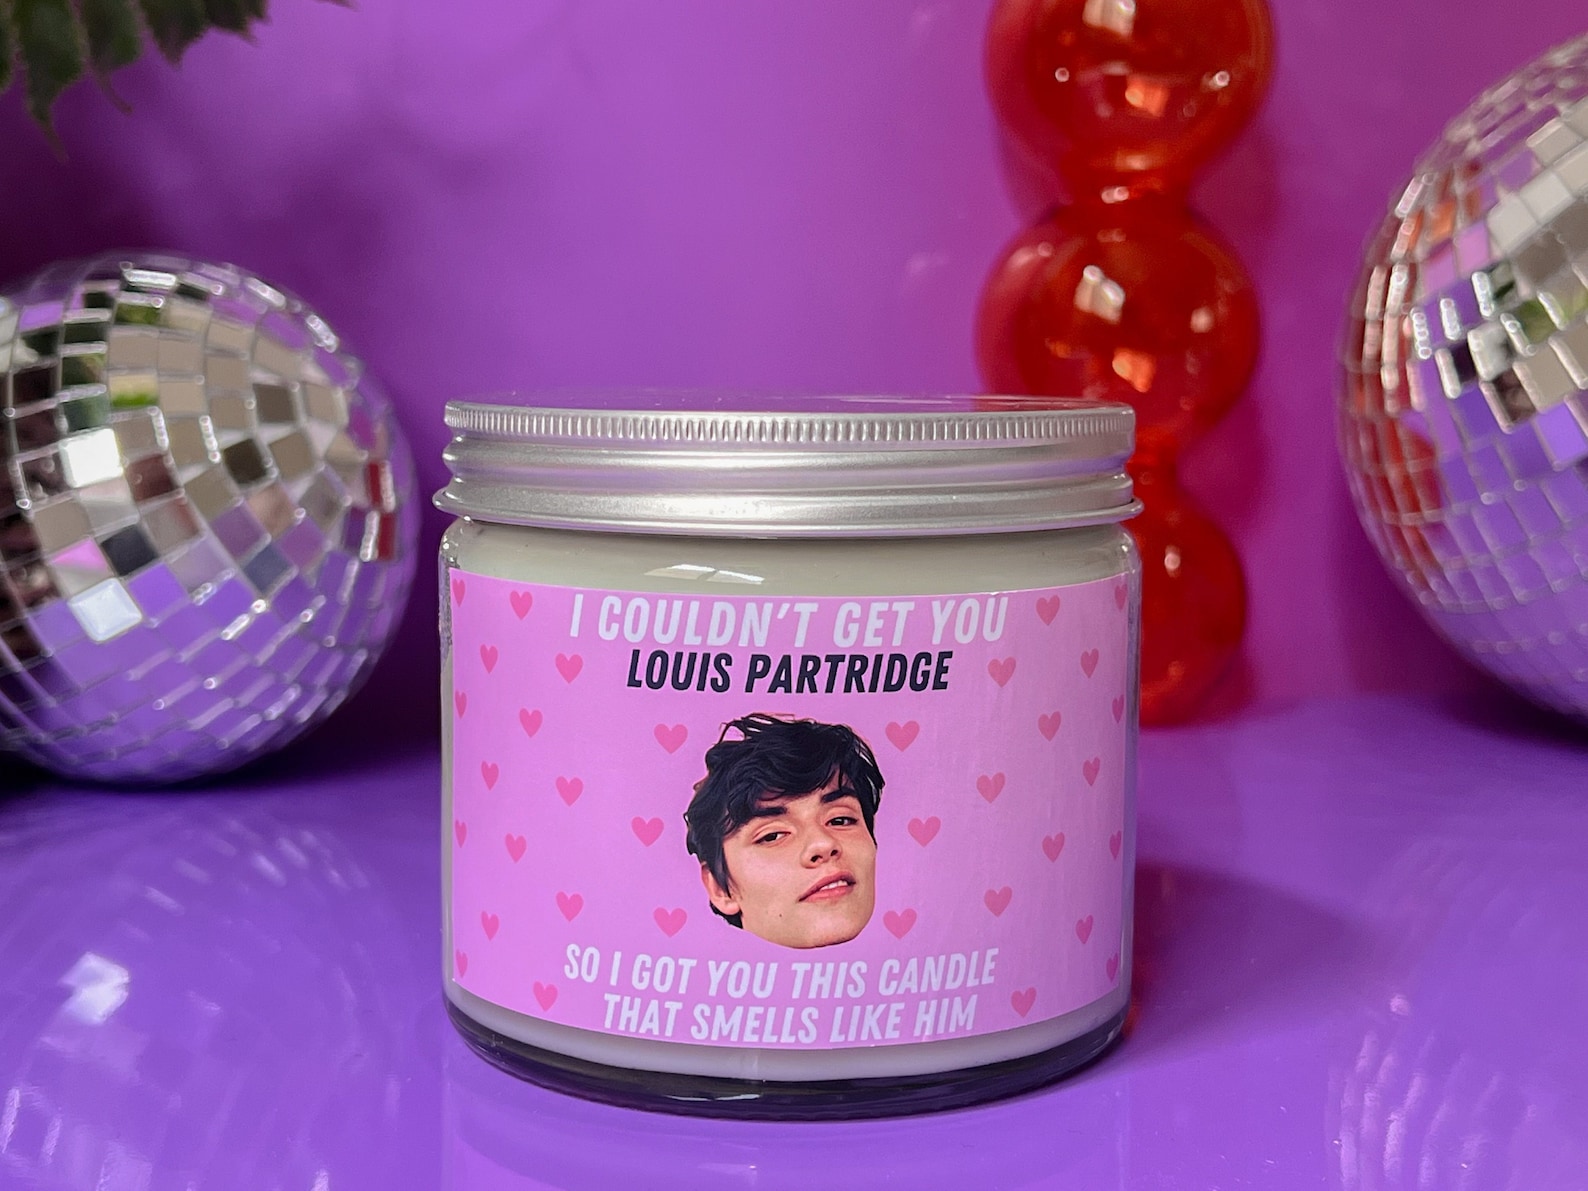 I COULDN'T GET YOU
LOUIS PARTRIDGE
SO I GOT YOU THIS CANDLE
THAT SMELLS LIKE HIM